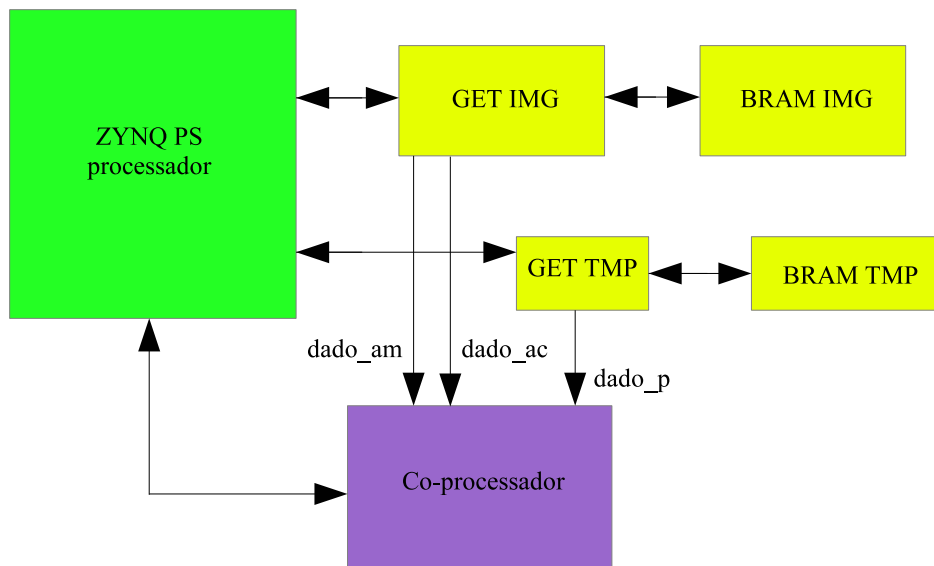 ZYNQ PS
processador
GET IMG
BRAM IMG
GET TMP
BRAM TMP
dado_am
dado_ac
dado_p
Co-processador